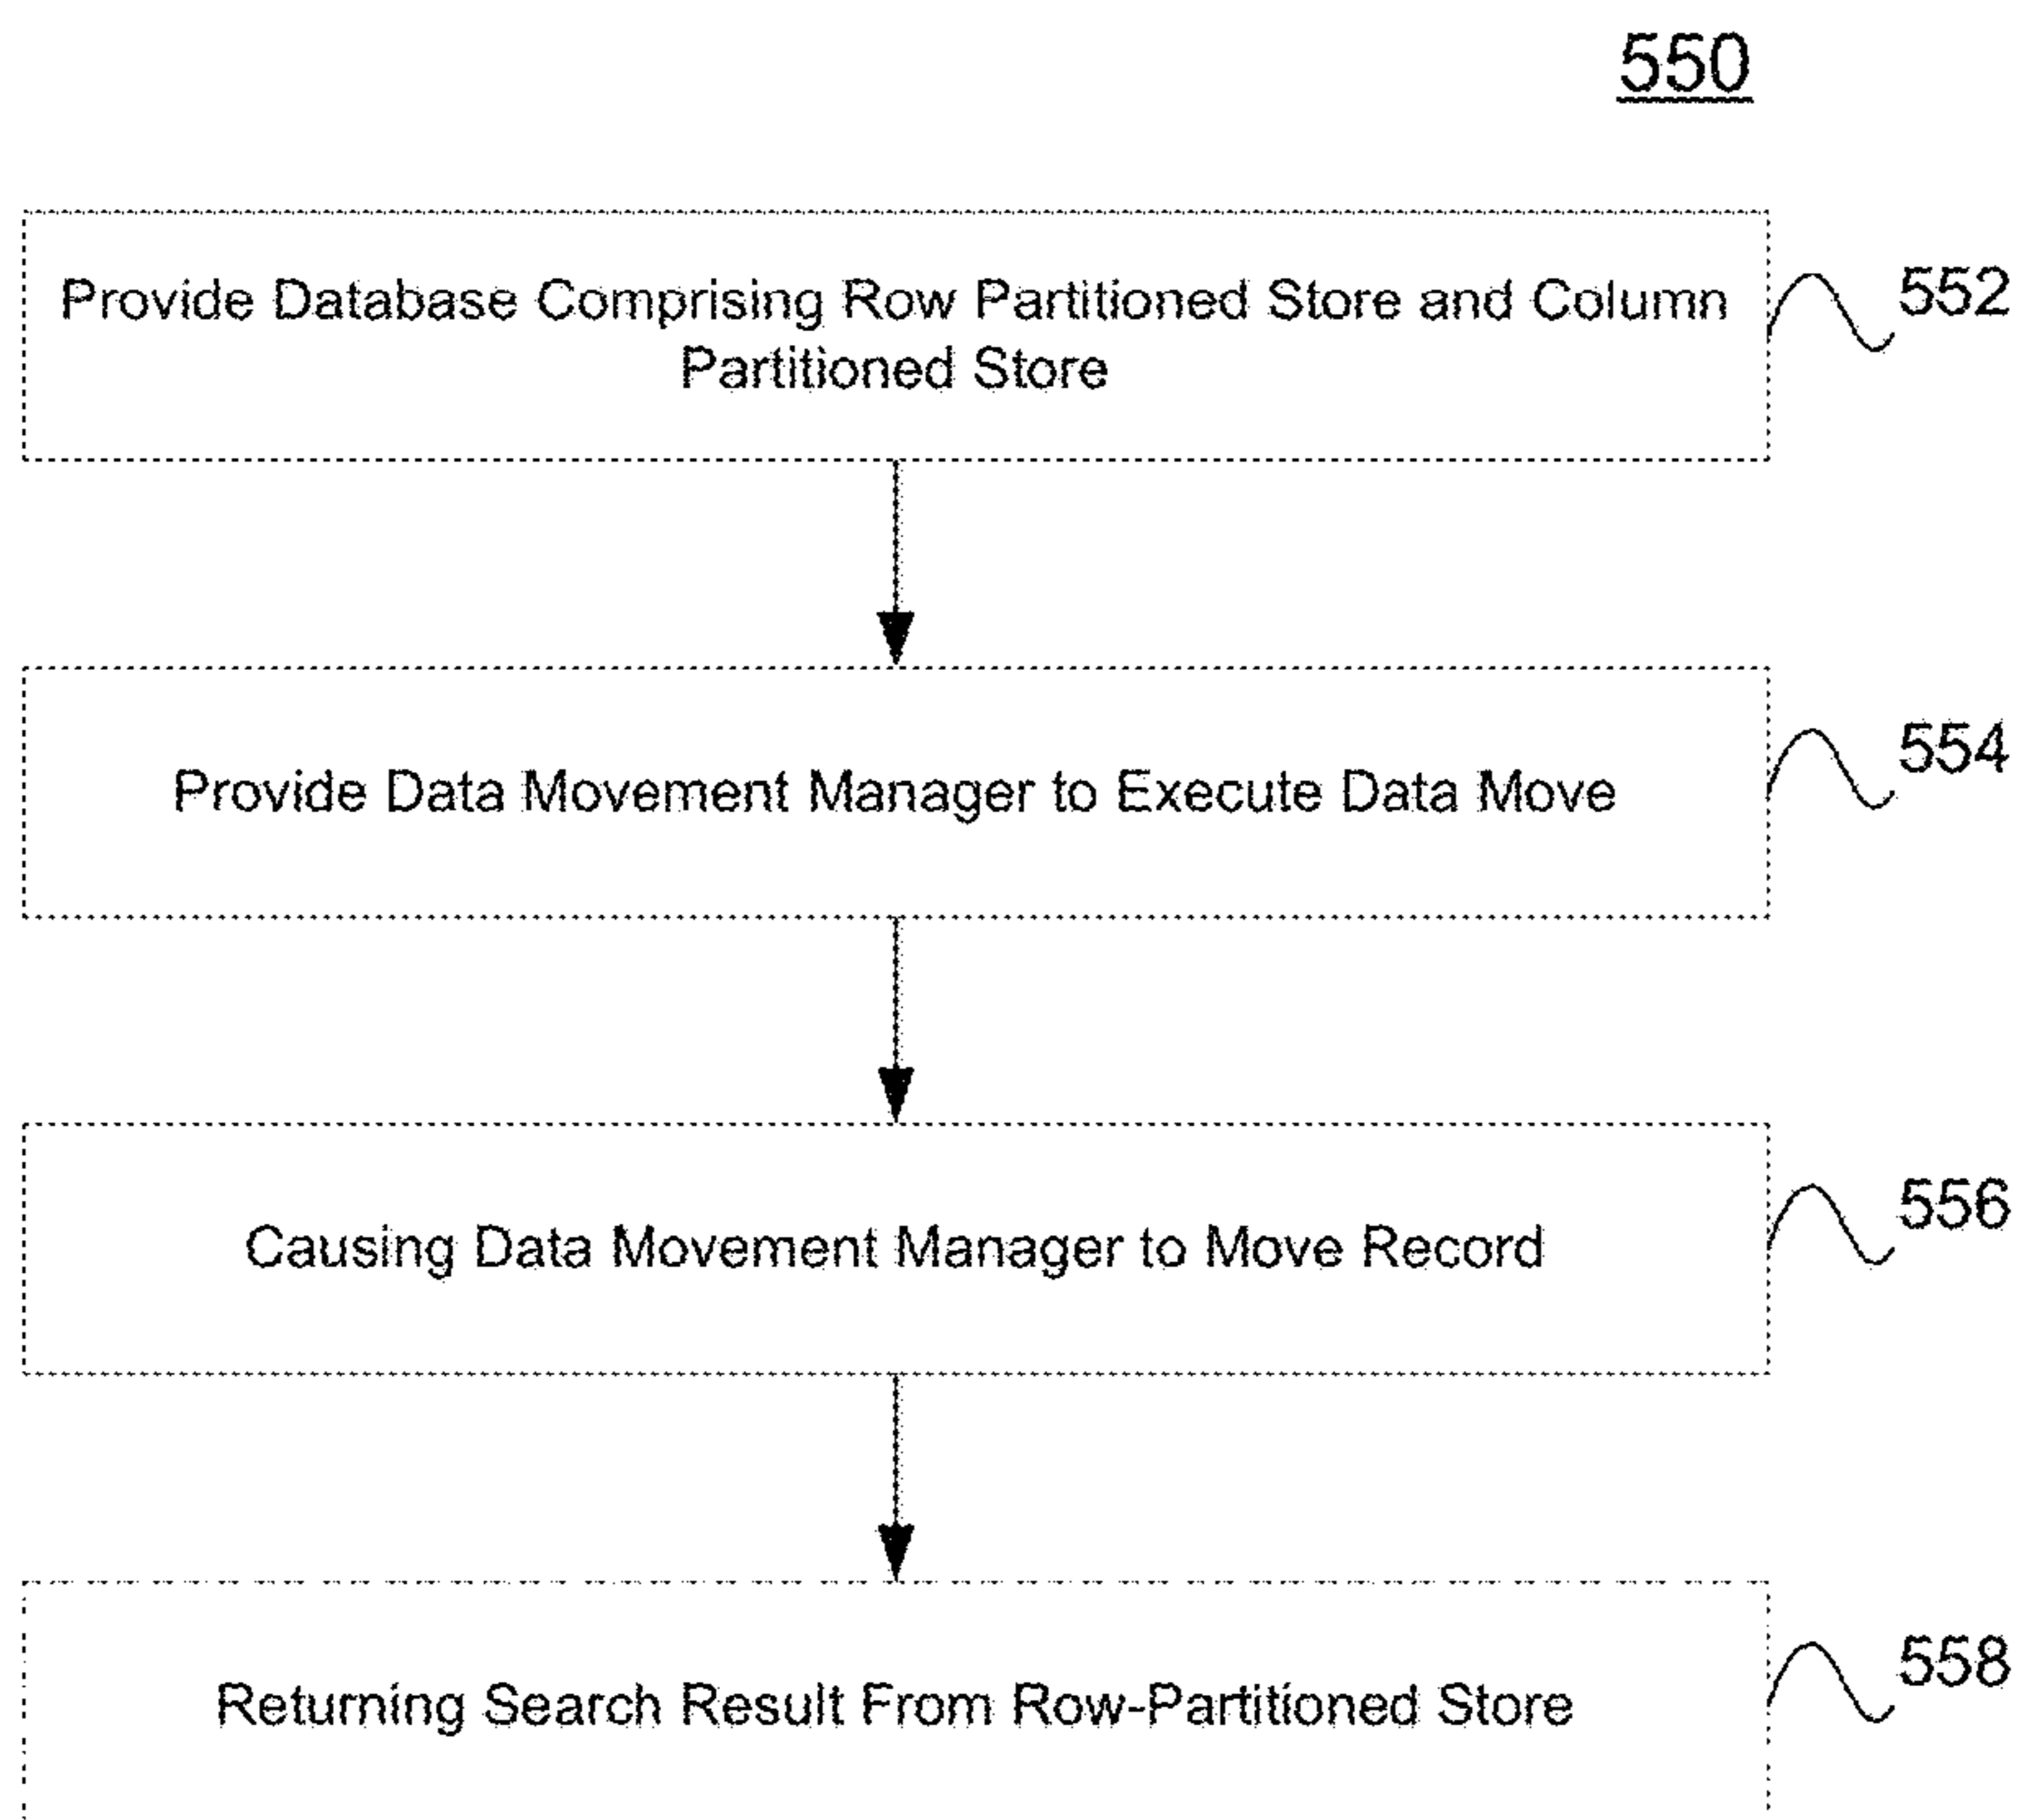 550
Provide Database Comprising Row Partitioned Store and Column
Partitioned Store
552
Provide Data Movement Manager to Execute Data Move
554
Causing Data Movement Manager to Move Record
556
Returning Search Result From Row-Partitioned Store
558